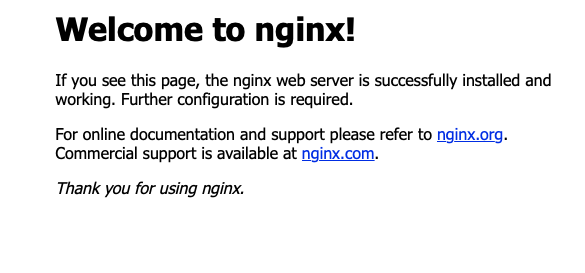 Welcome to nginx!
If you see this page, the nginx web server is successfully installed and
working. Further configuration is required.
For online documentation and support please refer to nginx.org.
Commercial support is available at nginx.com.
Thank you for using nginx.